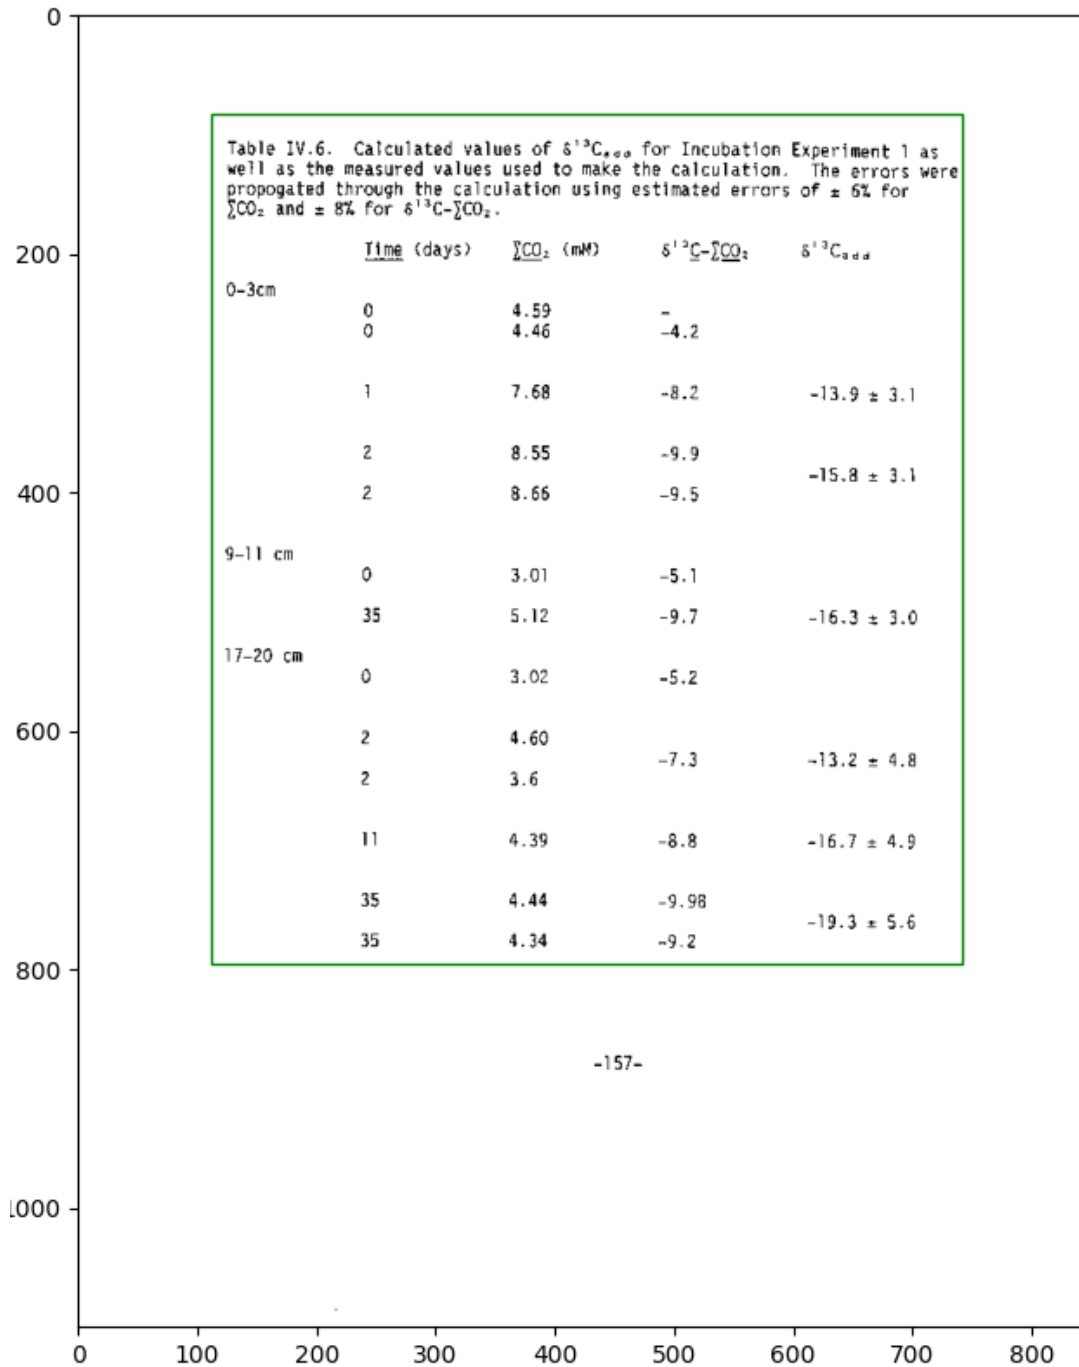 0
Table IV.6. Calculated values of δ¹³Cₐdd for Incubation Experiment 1 as
well as the measured values used to make the calculation. The errors were
propogated through the calculation using estimated errors of ± 6% for
∑CO₂ and ± 8% for δ¹³C-∑CO₂.
200
Time (days) ∑CO₂ (mM) δ¹³C-∑CO₂ δ¹³Cₐdd
0-3cm
0 4.59 -
0 4.46 -4.2
1 7.68 -8.2 -13.9 ± 3.1
2 8.55 -9.9
-15.8 ± 3.1
400
2 8.66 -9.5
9-11 cm
0 3.01 -5.1
35 5.12 -9.7 -16.3 ± 3.0
17-20 cm
0 3.02 -5.2
600
2 4.60
-7.3 -13.2 ± 4.8
2 3.6
11 4.39 -8.8 -16.7 ± 4.9
35 4.44 -9.98
-19.3 ± 5.6
35 4.34 -9.2
800
-157-
1000
0 100 200 300 400 500 600 700 800